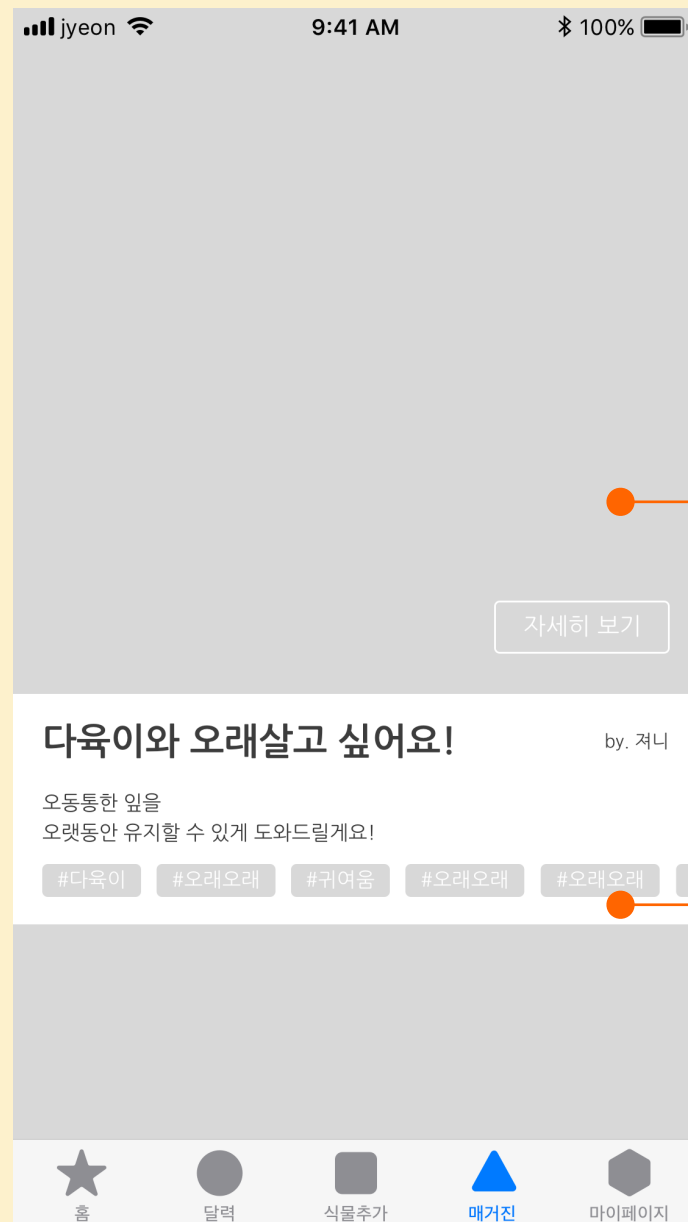 jyeon 9:41 AM 100%
자세히 보기
다육이와 오래살고 싶어요! by. 져니
오동통한 잎을
오랫동안 유지할 수 있게 도와드릴게요!
#다육이 #오래오래 #귀여움 #오래오래 #오래오래
홈 달력 식물추가 매거진 마이페이지